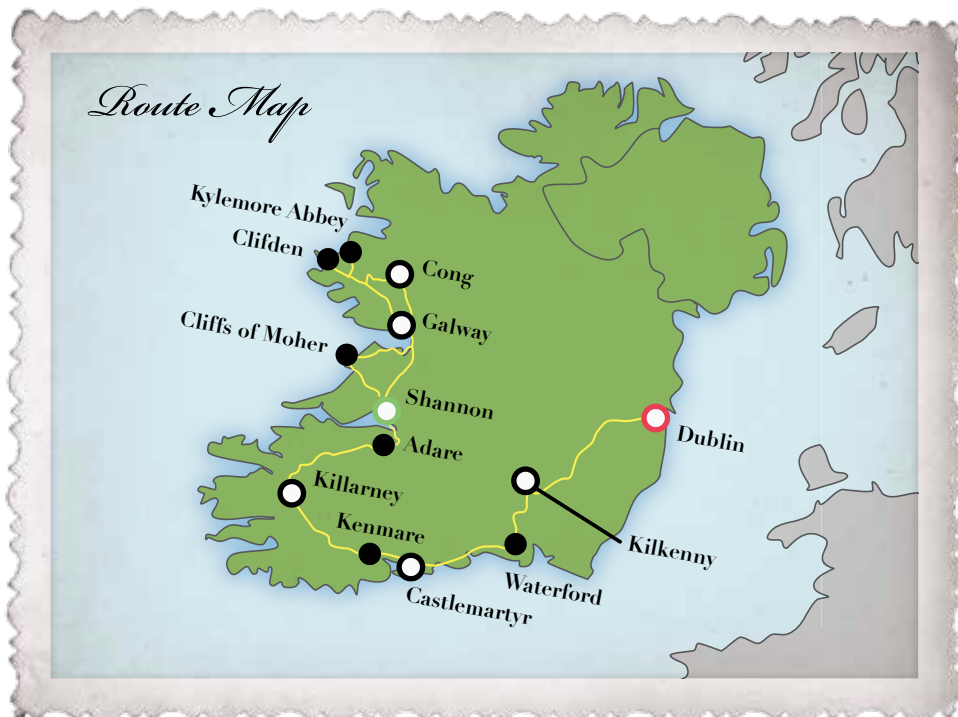 Route Map
Kylemore Abbey
Clifden
Cong
Cliffs of Moher
Galway
Shannon
Adare
Dublin
Killarney
Kenmare
Kilkenny
Waterford
Castlemartyr